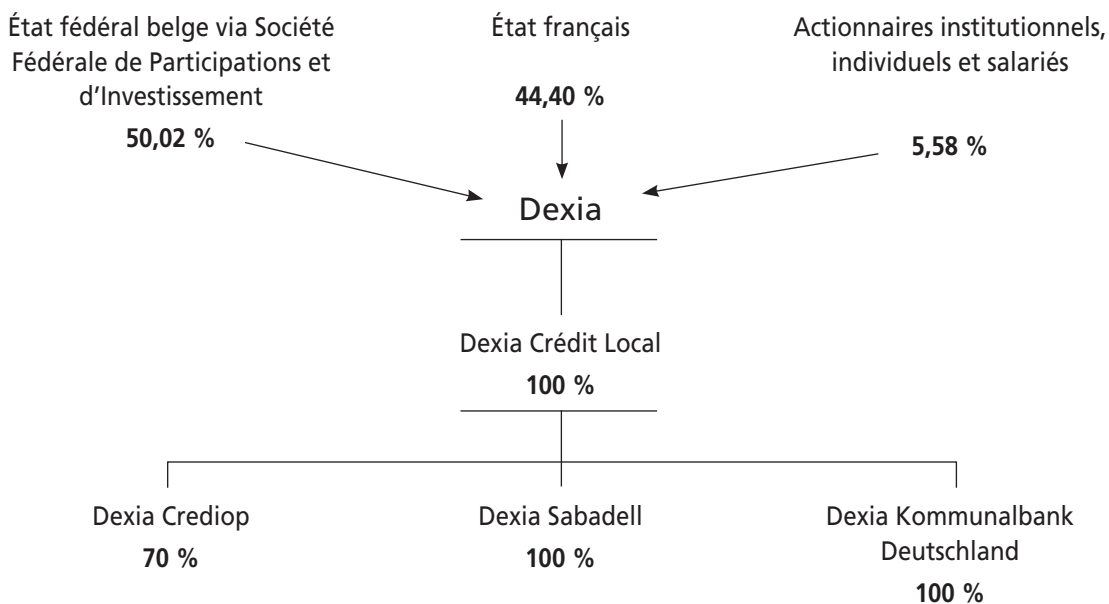 État fédéral belge via Société
Fédérale de Participations et
d'Investissement
50,02 %
État français
44,40 %
Actionnaires institutionnels,
individuels et salariés
5,58 %
Dexia
Dexia Crédit Local
100 %
Dexia Crediop
70 %
Dexia Sabadell
100 %
Dexia Kommunalbank
Deutschland
100 %